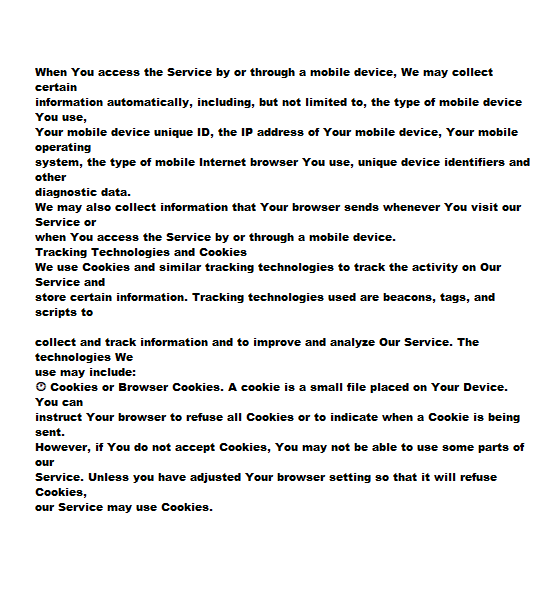 When You access the Service by or through a mobile device, We may collect
certain
information automatically, including, but not limited to, the type of mobile device
You use,
Your mobile device unique ID, the IP address of Your mobile device, Your mobile
operating
system, the type of mobile Internet browser You use, unique device identifiers and
other
diagnostic data.
We may also collect information that Your browser sends whenever You visit our
Service or
when You access the Service by or through a mobile device.
Tracking Technologies and Cookies
We use Cookies and similar tracking technologies to track the activity on Our
Service and
store certain information. Tracking technologies used are beacons, tags, and
scripts to
collect and track information and to improve and analyze Our Service. The
technologies We
use may include:
🕑 Cookies or Browser Cookies. A cookie is a small file placed on Your Device.
You can
instruct Your browser to refuse all Cookies or to indicate when a Cookie is being
sent.
However, if You do not accept Cookies, You may not be able to use some parts of
our
Service. Unless you have adjusted Your browser setting so that it will refuse
Cookies,
our Service may use Cookies.